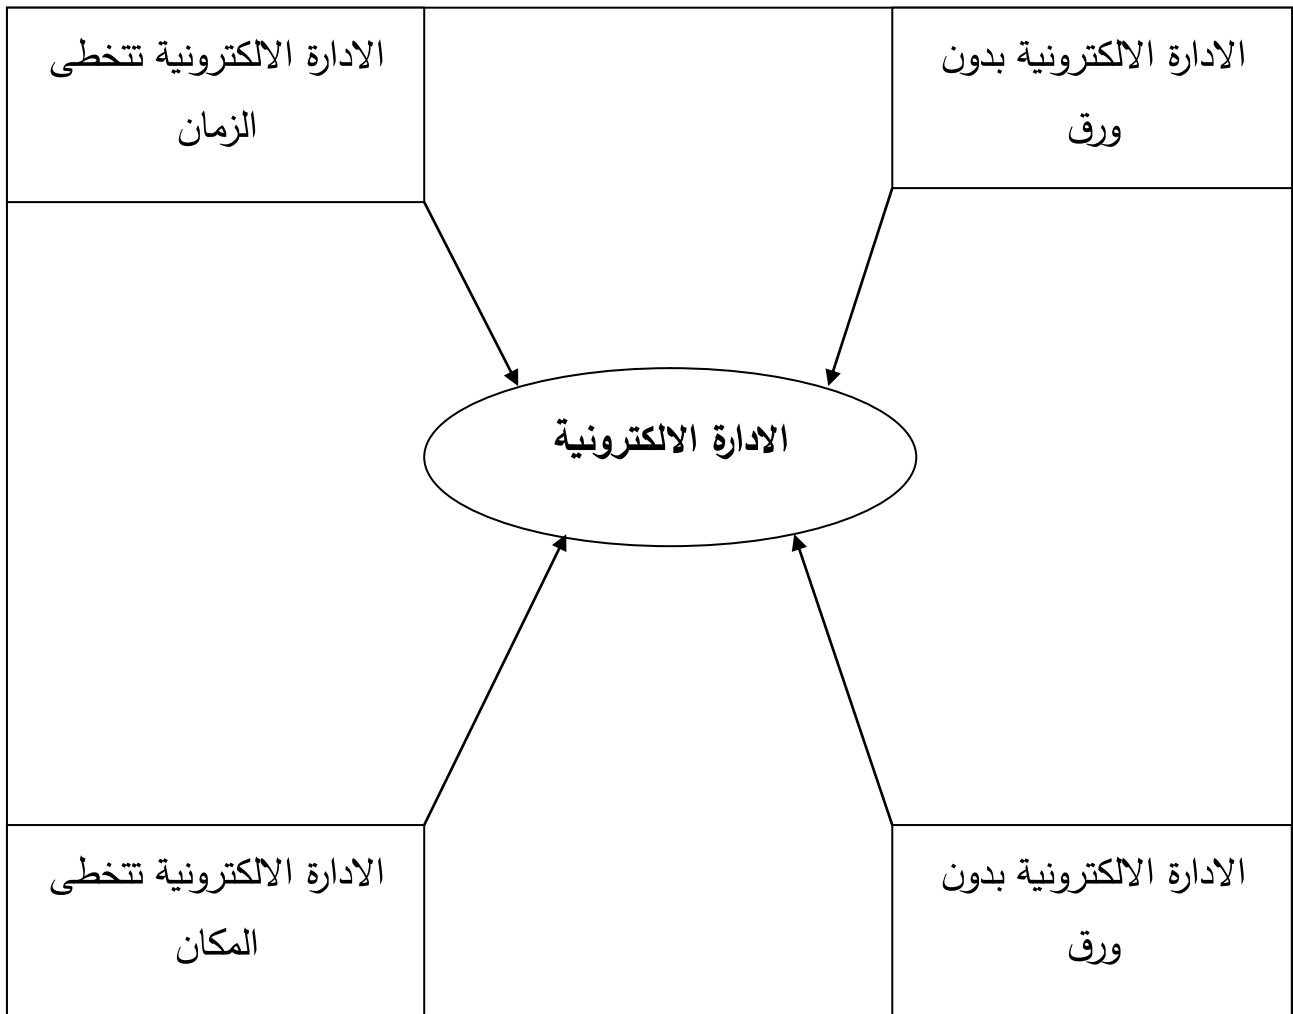 الادارة الالكترونية بدون
ورق
الادارة الالكترونية تتخطى
الزمان
الادارة الالكترونية
الادارة الالكترونية بدون
ورق
الادارة الالكترونية تتخطى
المكان